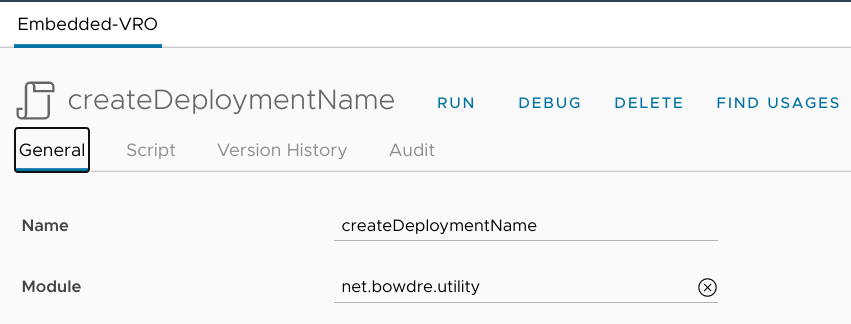 Embedded-VRO
createDeploymentName RUN DEBUG DELETE FIND USAGES
General Script Version History Audit
Name createDeploymentName
Module net.bowdre.utility